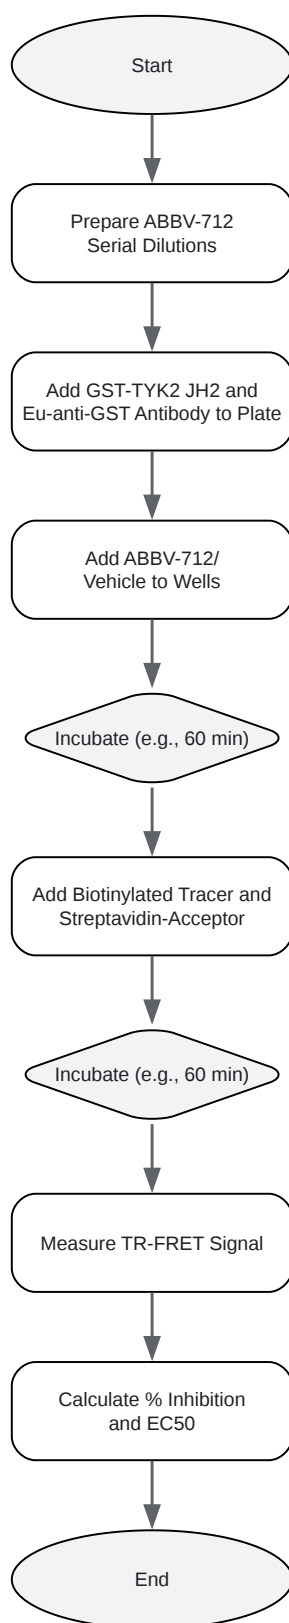 Start
Prepare ABBV-712
Serial Dilutions
Add GST-TYK2 JH2 and
Eu-anti-GST Antibody to Plate
Add ABBV-712/
Vehicle to Wells
Incubate (e.g., 60 min)
Add Biotinylated Tracer and
Streptavidin-Acceptor
Incubate (e.g., 60 min)
Measure TR-FRET Signal
Calculate % Inhibition
and EC50
End